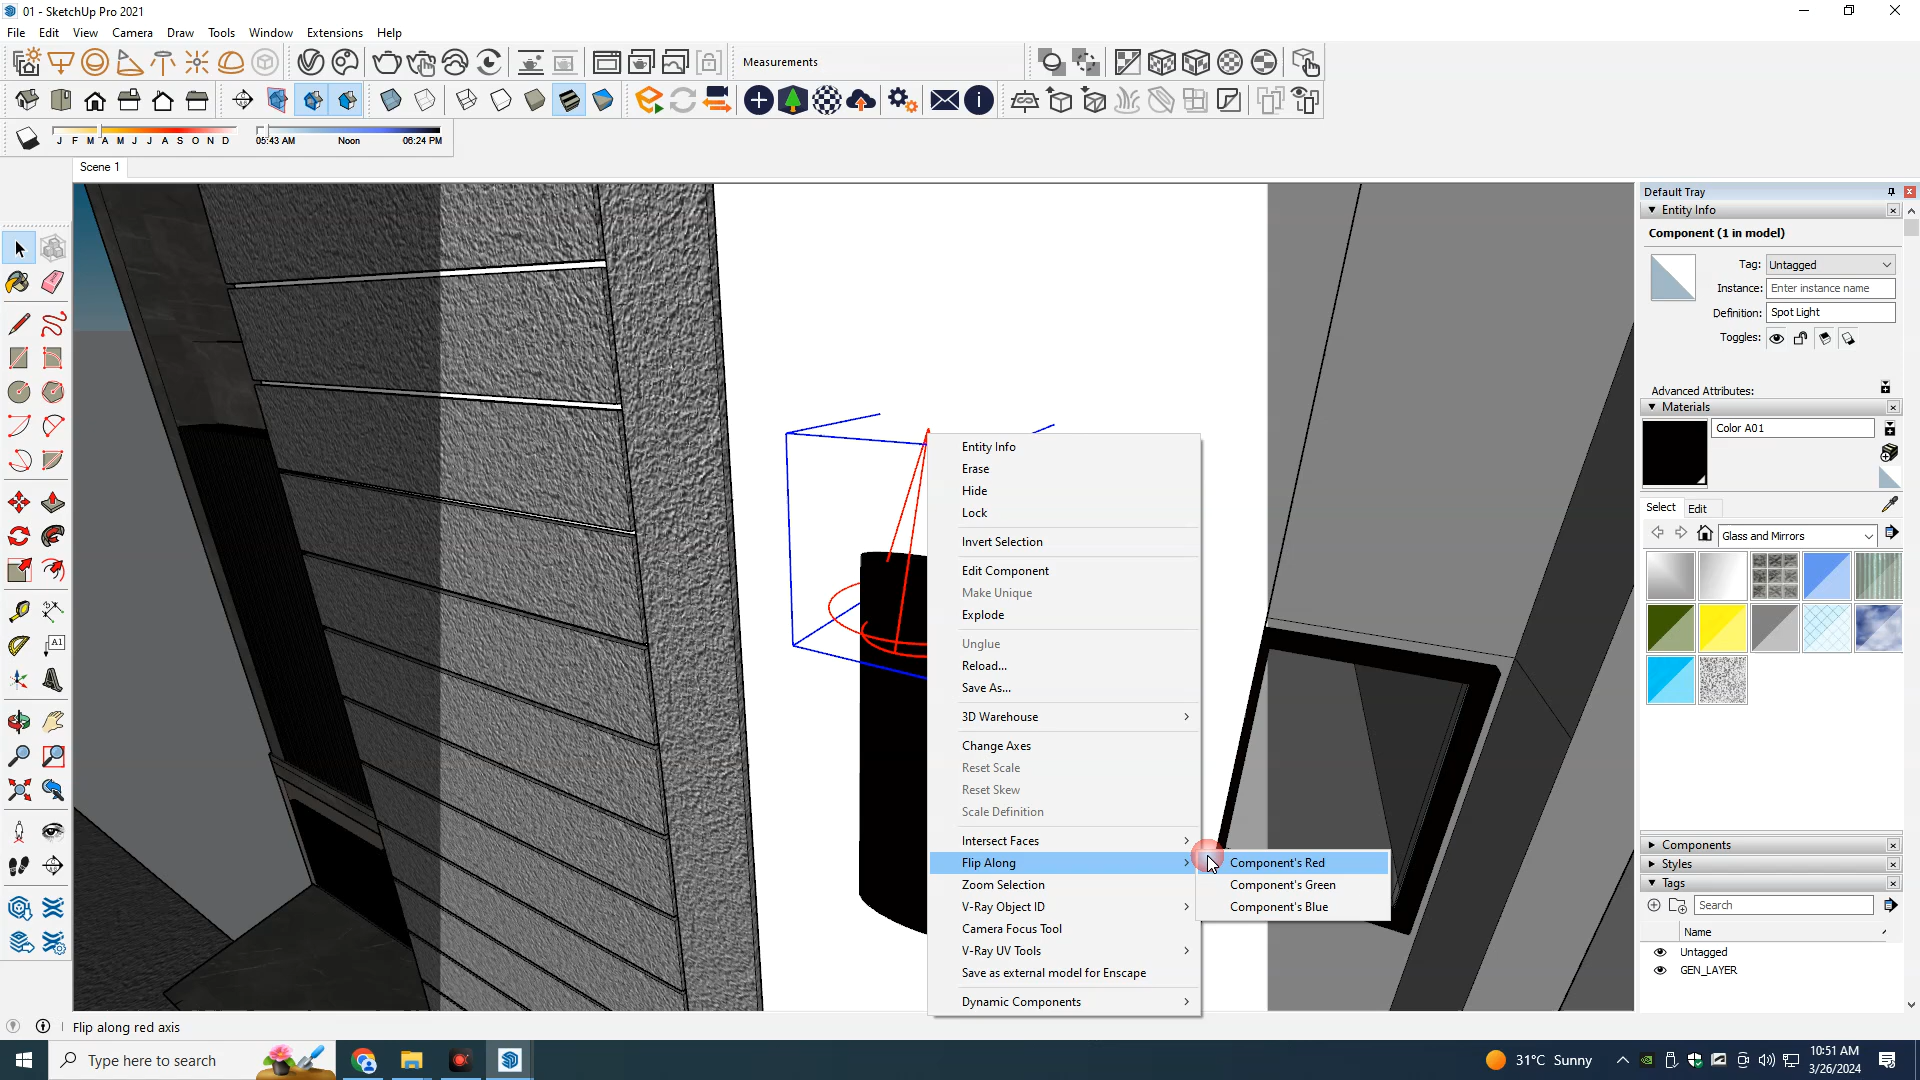 01 - SketchUp Pro 2021
File Edit View Camera Draw Tools Window Extensions Help
Measurements
J F M A M J J A S O N D
05:43 AM Noon 06:24 PM
Scene 1
Default Tray
Entity Info
Component (1 in model)
Tag: Untagged
Instance: Enter instance name
Definition: Spot Light
Toggles:
Advanced Attributes:
Materials
Color A01
Select Edit
Glass and Mirrors
Components
Styles
Tags
Search
Name
Untagged
GEN_LAYER
A1
Entity Info
Erase
Hide
Lock
Invert Selection
Edit Component
Make Unique
Explode
Unglue
Reload...
Save As...
3D Warehouse
Change Axes
Reset Scale
Reset Skew
Scale Definition
Intersect Faces
Flip Along
Zoom Selection
V-Ray Object ID
Camera Focus Tool
V-Ray UV Tools
Save as external model for Enscape
Dynamic Components
Component's Red
Component's Green
Component's Blue
Flip along red axis
Type here to search
31°C Sunny
10:51 AM
3/26/2024